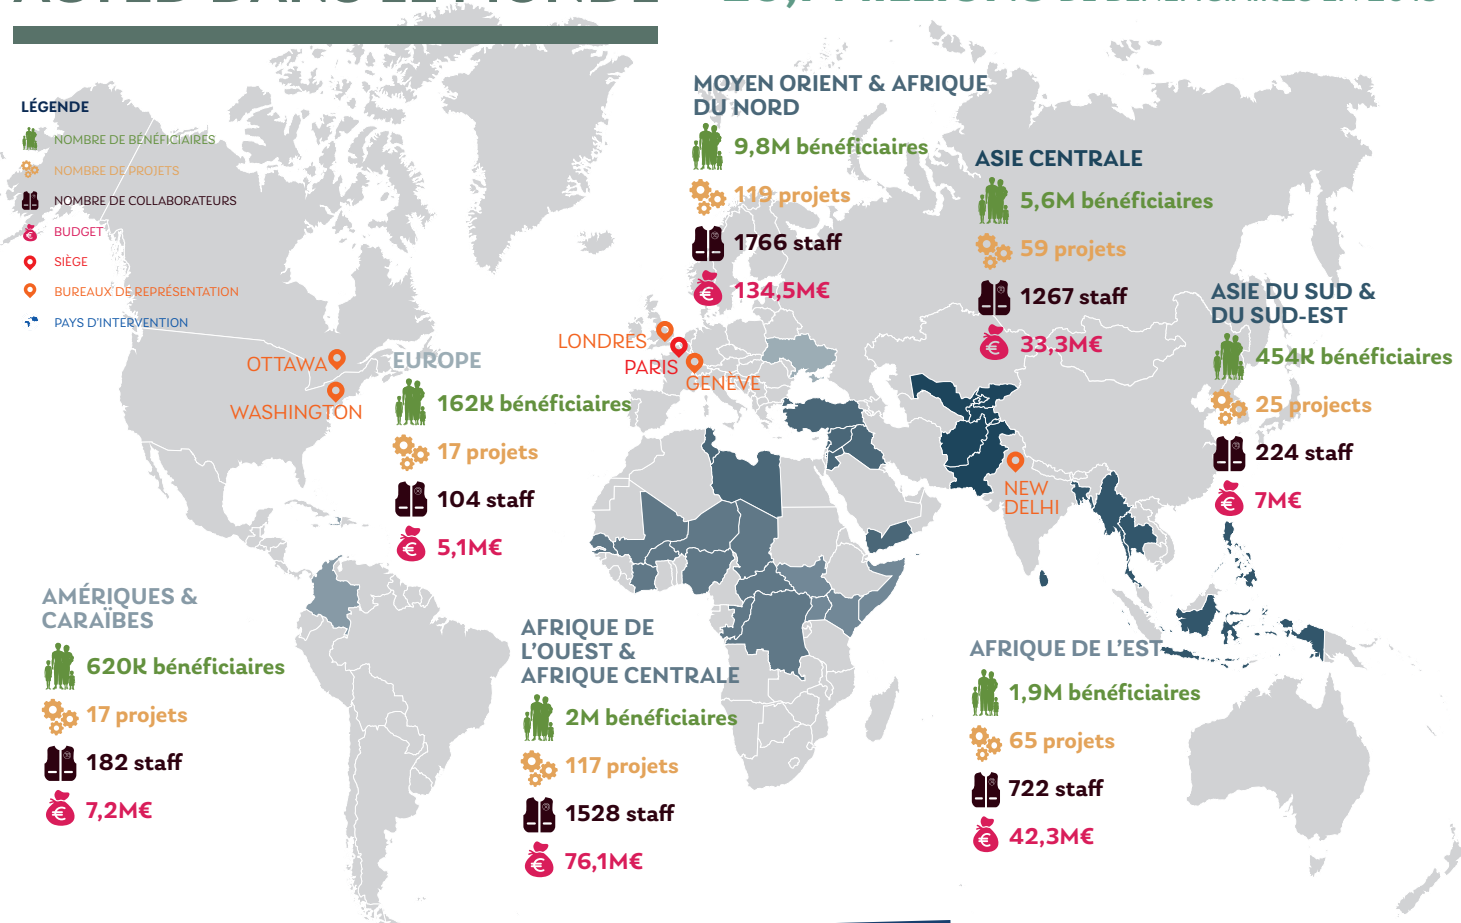 ACTED DANS LE MONDE
LÉGENDE
NOMBRE DE BÉNÉFICIAIRES
NOMBRE DE PROJETS
NOMBRE DE COLLABORATEURS
BUDGET
SIÈGE
BUREAUX DE REPRÉSENTATION
PAYS D'INTERVENTION
MOYEN ORIENT & AFRIQUE
DU NORD
9,8M bénéficiaires
119 projets
1766 staff
134,5M€
ASIE CENTRALE
5,6M bénéficiaires
59 projets
1267 staff
33,3M€
ASIE DU SUD &
DU SUD-EST
454K bénéficiaires
25 projects
224 staff
7M€
LONDRES
PARIS
GENÈVE
OTTAWA
WASHINGTON
NEW
DELHI
EUROPE
162K bénéficiaires
17 projets
104 staff
5,1M€
AMÉRIQUES &
CARAÏBES
620K bénéficiaires
17 projets
182 staff
7,2M€
AFRIQUE DE
L'OUEST &
AFRIQUE CENTRALE
2M bénéficiaires
117 projets
1528 staff
76,1M€
AFRIQUE DE L'EST
1,9M bénéficiaires
65 projets
722 staff
42,3M€